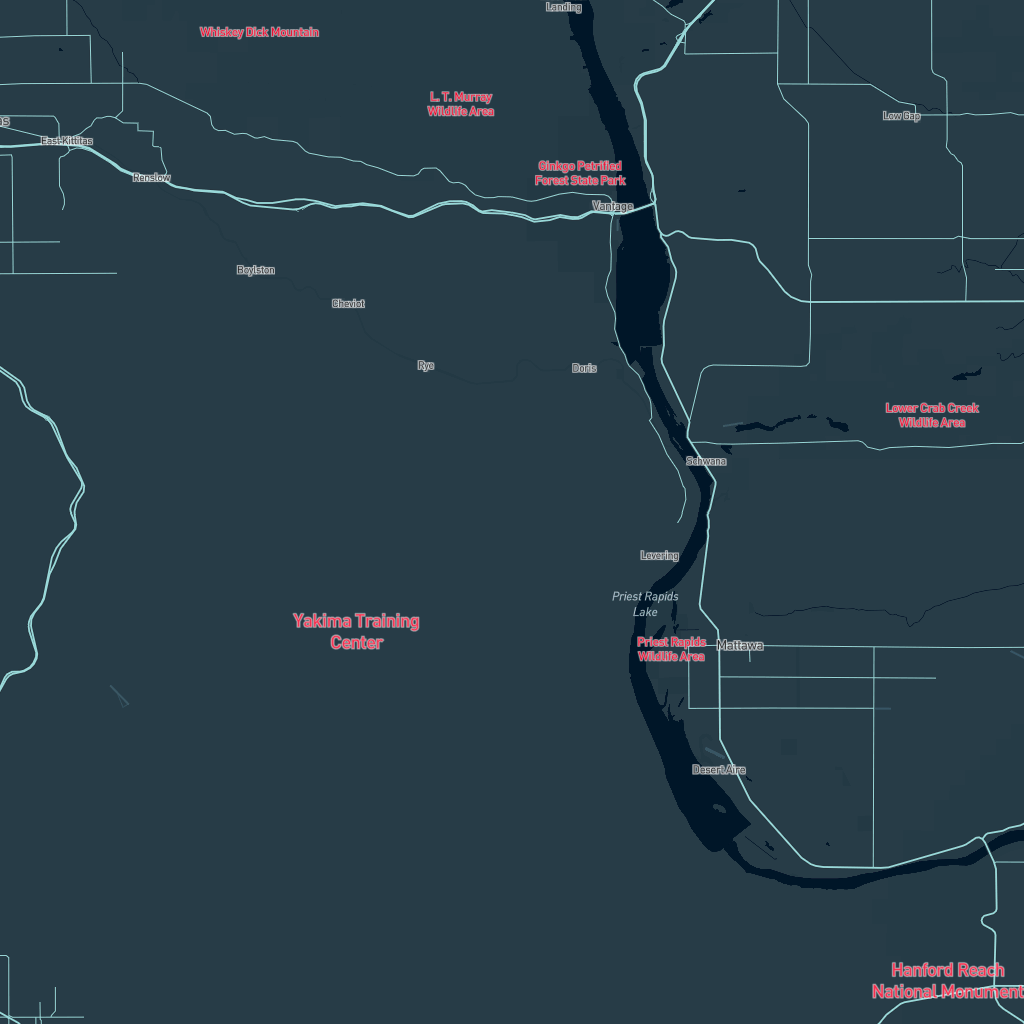 Landing
Whiskey Dick Mountain
L. T. Murray
Wildlife Area
Low Gap
East Kittitas
Ginkgo Petrified
Forest State Park
Renslow
Vantage
Boylston
Cheviot
Rye
Doris
Lower Crab Creek
Wildlife Area
Schwana
Levering
Priest Rapids
Lake
Yakima Training
Center
Priest Rapids
Wildlife Area
Mattawa
Desert Aire
Hanford Reach
National Monument